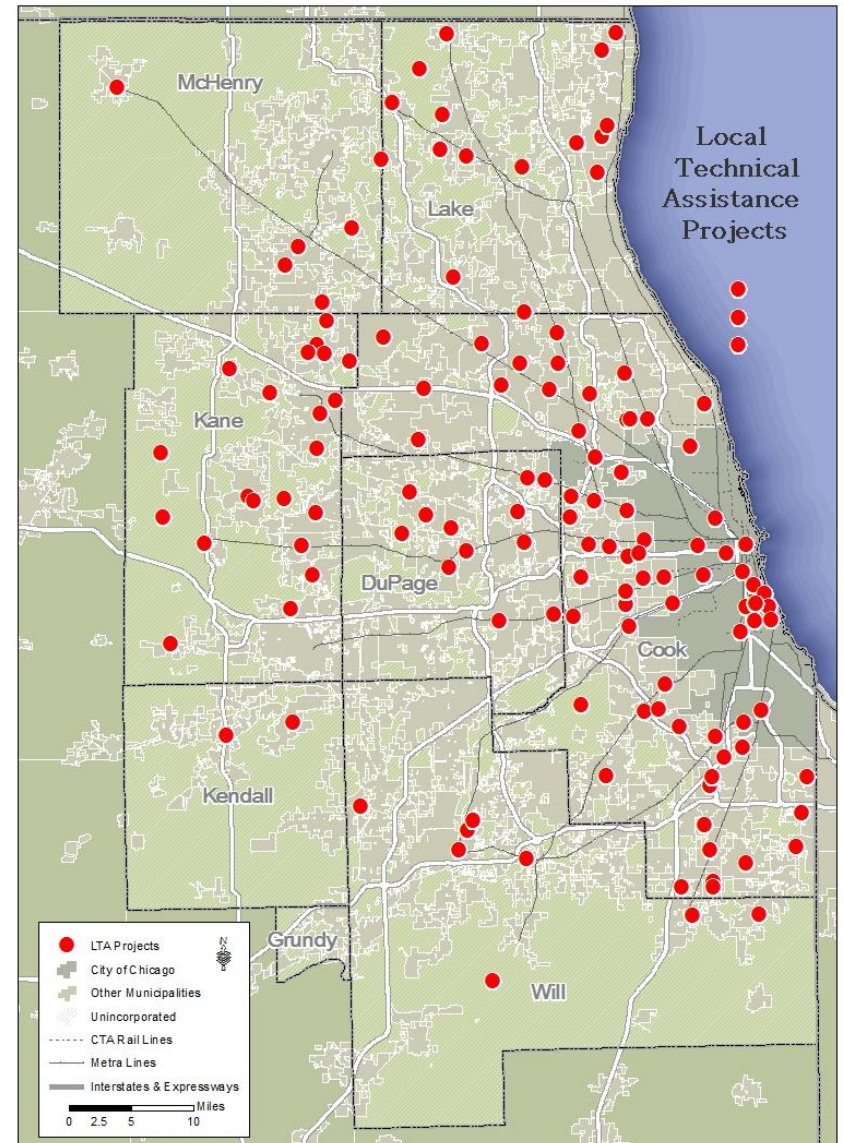 McHenry
Lake
Local
Technical
Assistance
Projects
Kane
DuPage
Cook
Kendall
Grundy
Will
N
LTA Projects
City of Chicago
Other Municipalities
Unincorporated
CTA Rail Lines
Metra Lines
Interstates & Expressways
Miles
0 2.5 5 10